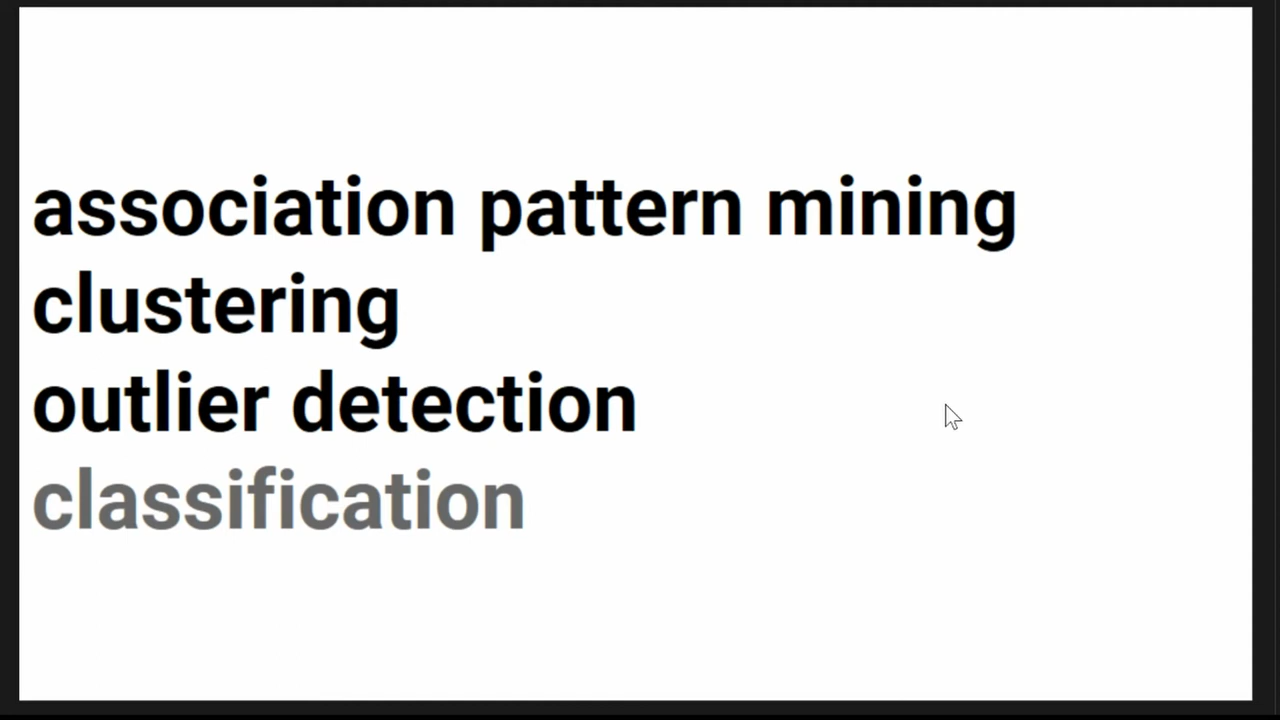 association pattern mining
clustering
outlier detection
classification